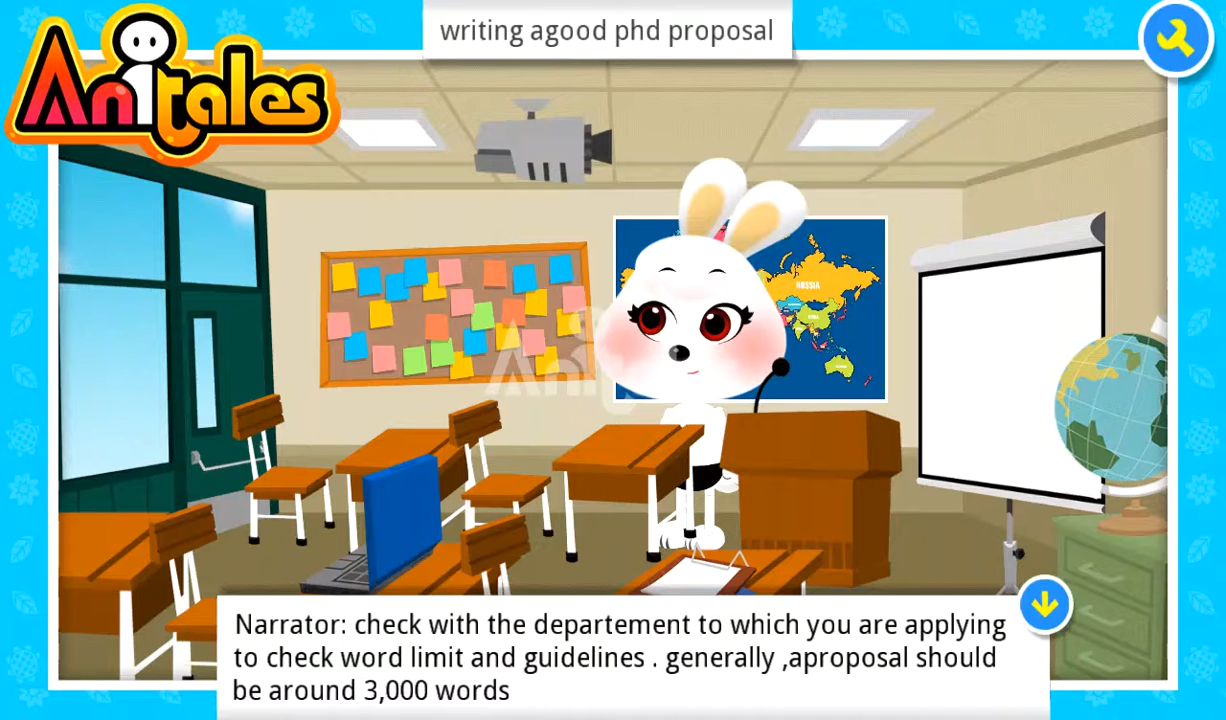 writing agood phd proposal
Anitales
RUSSIA
Ani
Narrator: check with the departement to which you are applying
to check word limit and guidelines . generally ,aproposal should
be around 3,000 words